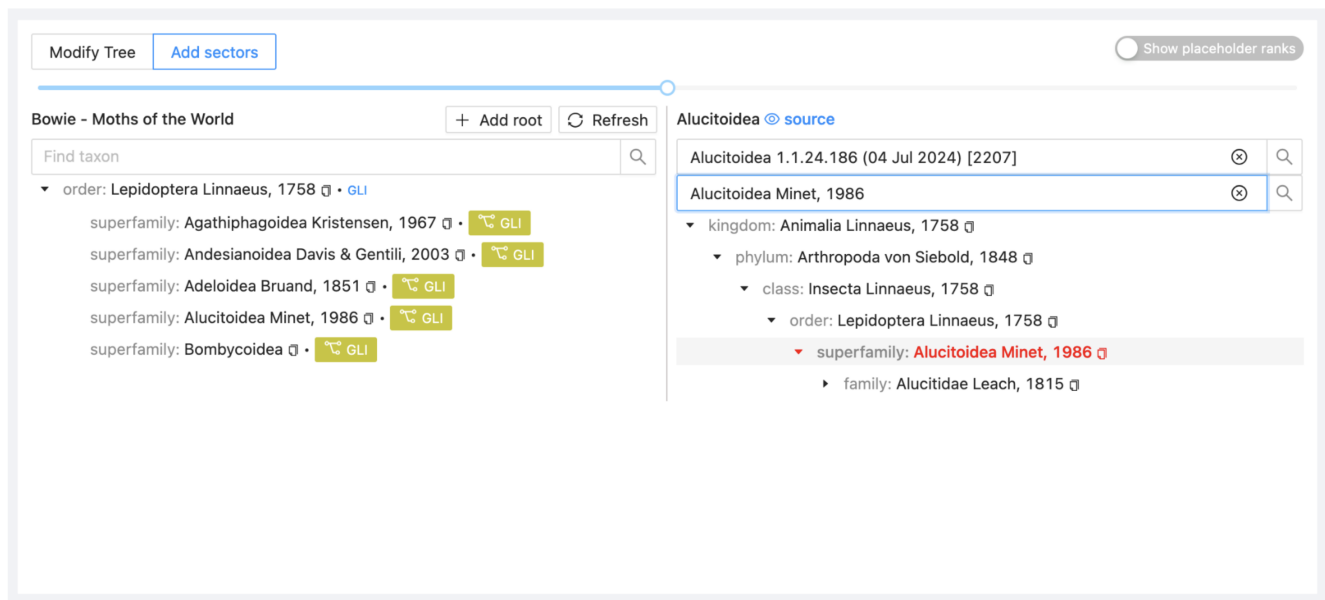 Modify Tree
Add sectors
Show placeholder ranks
Bowie - Moths of the World
Add root
Refresh
Find taxon
order: Lepidoptera Linnaeus, 1758 • GLI
superfamily: Agathiphagoidea Kristensen, 1967 • GLI
superfamily: Andesianoidea Davis & Gentili, 2003 • GLI
superfamily: Adeloidea Bruand, 1851 • GLI
superfamily: Alucitoidea Minet, 1986 • GLI
superfamily: Bombycoidea • GLI
Alucitoidea source
Alucitoidea 1.1.24.186 (04 Jul 2024) [2207]
Alucitoidea Minet, 1986
kingdom: Animalia Linnaeus, 1758
phylum: Arthropoda von Siebold, 1848
class: Insecta Linnaeus, 1758
order: Lepidoptera Linnaeus, 1758
superfamily: Alucitoidea Minet, 1986
family: Alucitidae Leach, 1815